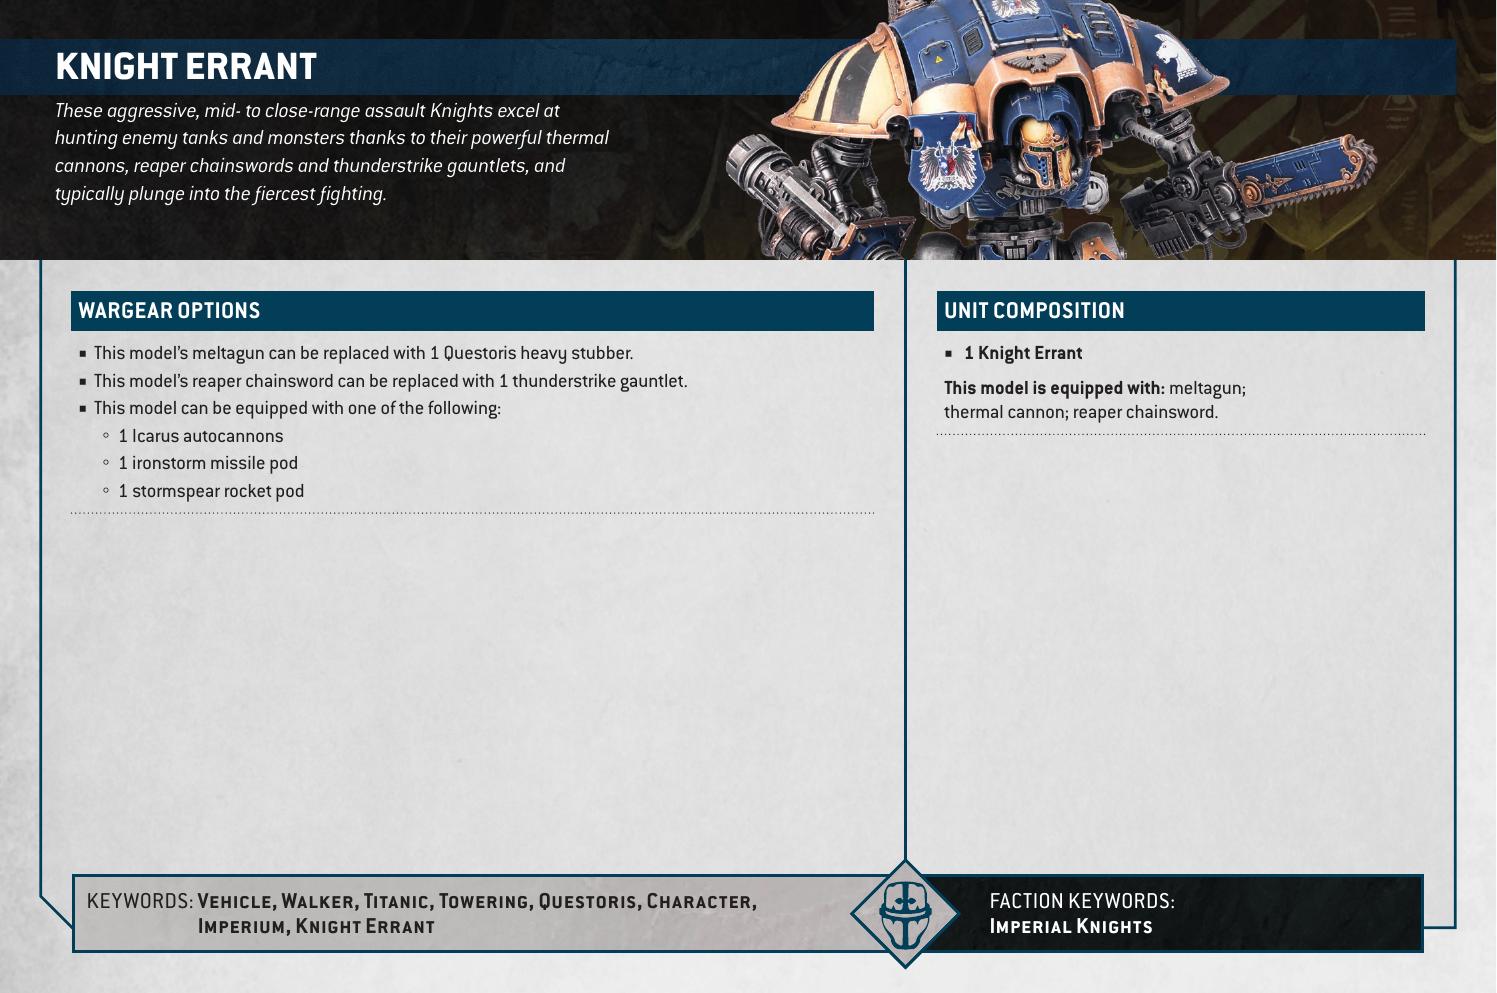 KNIGHT ERRANT
These aggressive, mid- to close-range assault Knights excel at
hunting enemy tanks and monsters thanks to their powerful thermal
cannons, reaper chainswords and thunderstrike gauntlets, and
typically plunge into the fiercest fighting.
WARGEAR OPTIONS
■ This model’s meltagun can be replaced with 1 Questoris heavy stubber.
■ This model’s reaper chainsword can be replaced with 1 thunderstrike gauntlet.
■ This model can be equipped with one of the following:
◦ 1 Icarus autocannons
◦ 1 ironstorm missile pod
◦ 1 stormspear rocket pod
UNIT COMPOSITION
■ 1 Knight Errant
This model is equipped with: meltagun;
thermal cannon; reaper chainsword.
KEYWORDS: Vehicle, Walker, Titanic, Towering, Questoris, Character,
Imperium, Knight Errant
FACTION KEYWORDS:
Imperial Knights